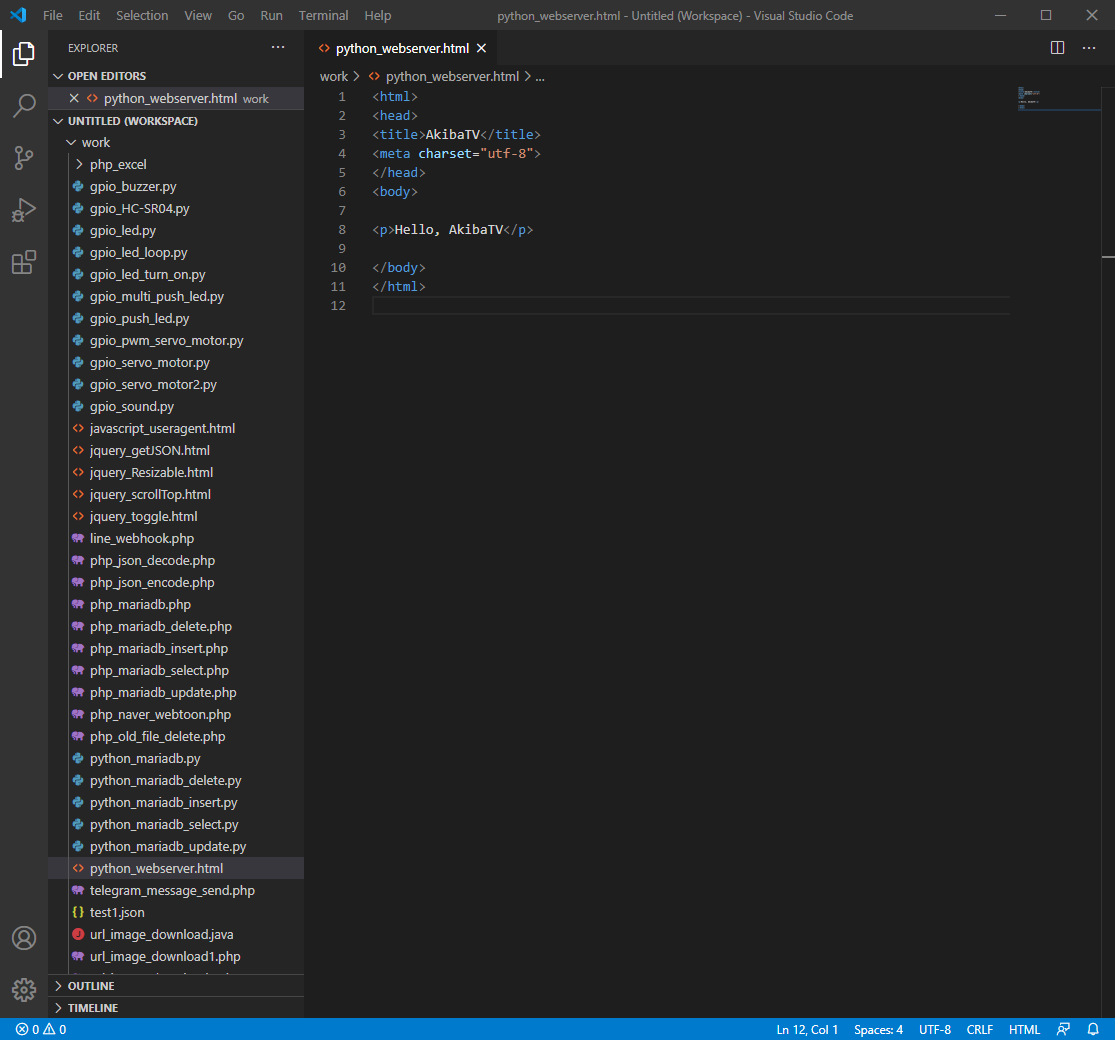 File Edit Selection View Go Run Terminal Help python_webserver.html - Untitled (Workspace) - Visual Studio Code
EXPLORER
OPEN EDITORS
python_webserver.html work
UNTITLED (WORKSPACE)
work
php_excel
gpio_buzzer.py
gpio_HC-SR04.py
gpio_led.py
gpio_led_loop.py
gpio_led_turn_on.py
gpio_multi_push_led.py
gpio_push_led.py
gpio_pwm_servo_motor.py
gpio_servo_motor.py
gpio_servo_motor2.py
gpio_sound.py
javascript_useragent.html
jquery_getJSON.html
jquery_Resizable.html
jquery_scrollTop.html
jquery_toggle.html
line_webhook.php
php_json_decode.php
php_json_encode.php
php_mariadb.php
php_mariadb_delete.php
php_mariadb_insert.php
php_mariadb_select.php
php_mariadb_update.php
php_naver_webtoon.php
php_old_file_delete.php
python_mariadb.py
python_mariadb_delete.py
python_mariadb_insert.py
python_mariadb_select.py
python_mariadb_update.py
python_webserver.html
telegram_message_send.php
test1.json
url_image_download.java
url_image_download1.php
OUTLINE
TIMELINE
python_webserver.html
work > python_webserver.html > ...
1 <html>
2 <head>
3 <title>AkibaTV</title>
4 <meta charset="utf-8">
5 </head>
6 <body>
7
8 <p>Hello, AkibaTV</p>
9
10 </body>
11 </html>
12
0 0 Ln 12, Col 1 Spaces: 4 UTF-8 CRLF HTML